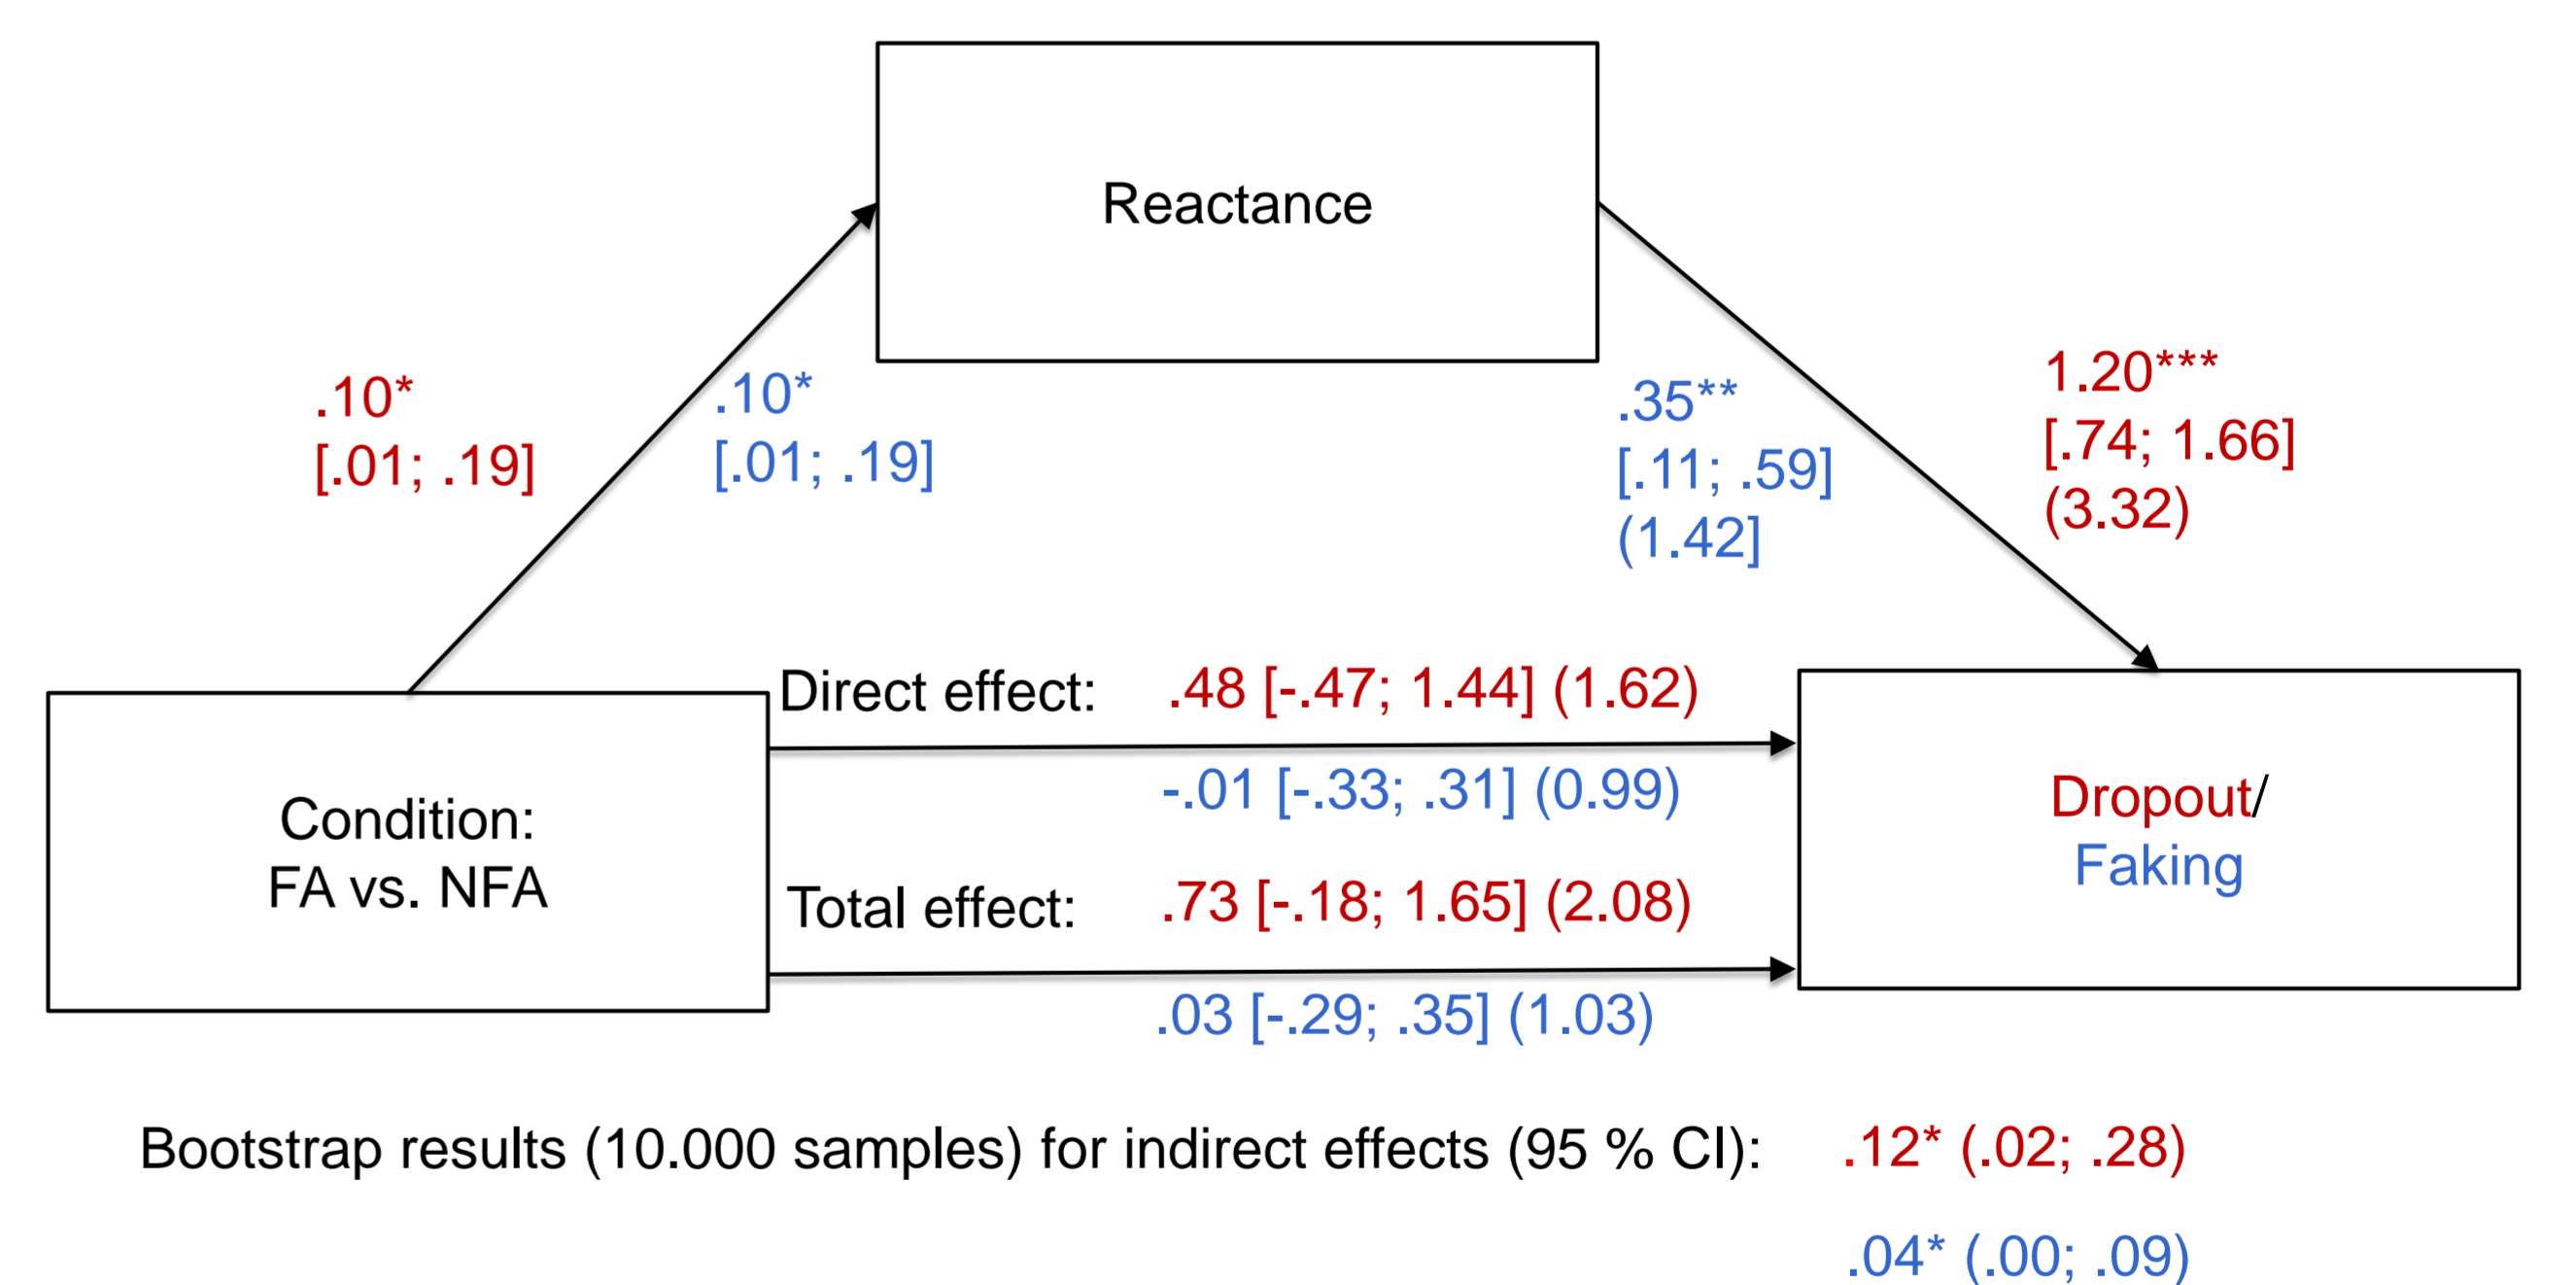 Reactance
.10*
[.01; .19]
.10*
[.01; .19]
.35**
[.11; .59]
(1.42]
1.20***
[.74; 1.66]
(3.32)
Direct effect: .48 [-.47; 1.44] (1.62)
-.01 [-.33; .31] (0.99)
Condition:
FA vs. NFA
Total effect: .73 [-.18; 1.65] (2.08)
.03 [-.29; .35] (1.03)
Dropout/
Faking
Bootstrap results (10.000 samples) for indirect effects (95 % CI): .12* (.02; .28)
.04* (.00; .09)